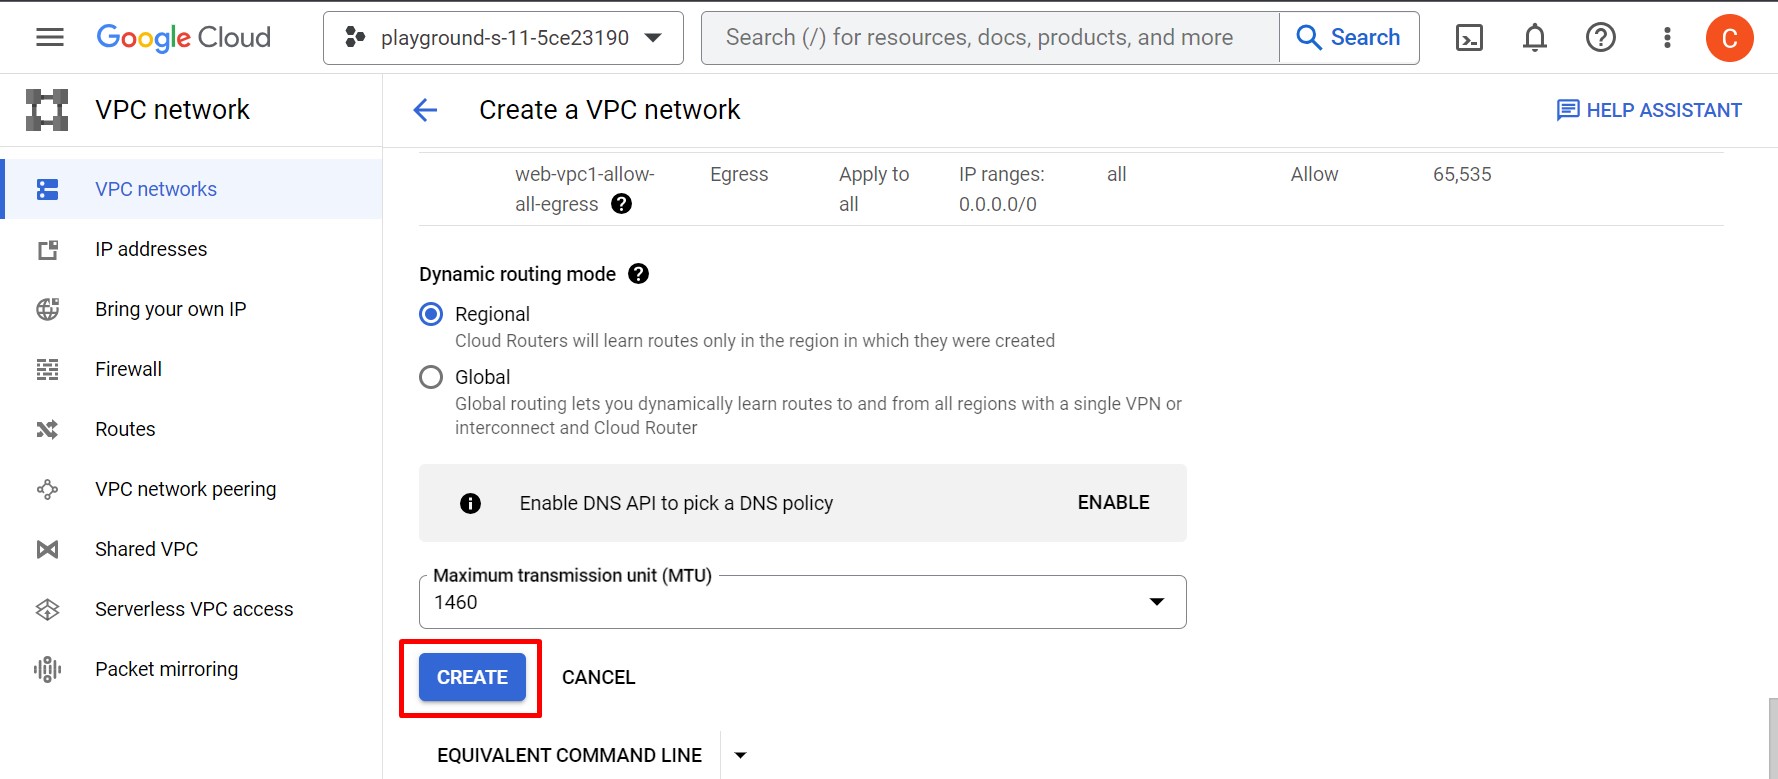 Google Cloud
playground-s-11-5ce23190
Search (/) for resources, docs, products, and more
Search
C
VPC network
Create a VPC network
HELP ASSISTANT
VPC networks
IP addresses
Bring your own IP
Firewall
Routes
VPC network peering
Shared VPC
Serverless VPC access
Packet mirroring
web-vpc1-allow- Egress Apply to IP ranges: all Allow 65,535
all-egress all 0.0.0.0/0
Dynamic routing mode
Regional
Cloud Routers will learn routes only in the region in which they were created
Global
Global routing lets you dynamically learn routes to and from all regions with a single VPN or
interconnect and Cloud Router
Enable DNS API to pick a DNS policy ENABLE
Maximum transmission unit (MTU)
1460
CREATE CANCEL
EQUIVALENT COMMAND LINE